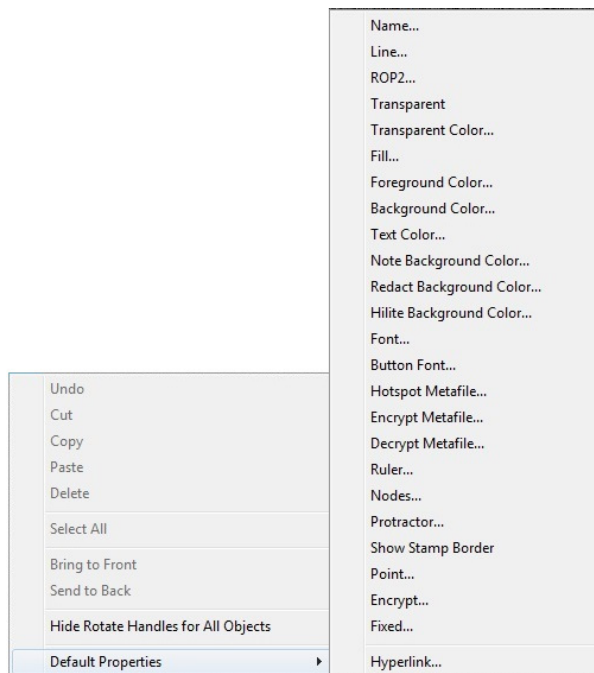 Undo
Cut
Copy
Paste
Delete
Select All
Bring to Front
Send to Back
Hide Rotate Handles for All Objects
Default Properties
Name...
Line...
ROP2...
Transparent
Transparent Color...
Fill...
Foreground Color...
Background Color...
Text Color...
Note Background Color...
Redact Background Color...
Hilite Background Color...
Font...
Button Font...
Hotspot Metafile...
Encrypt Metafile...
Decrypt Metafile...
Ruler...
Nodes...
Protractor...
Show Stamp Border
Point...
Encrypt...
Fixed...
Hyperlink...